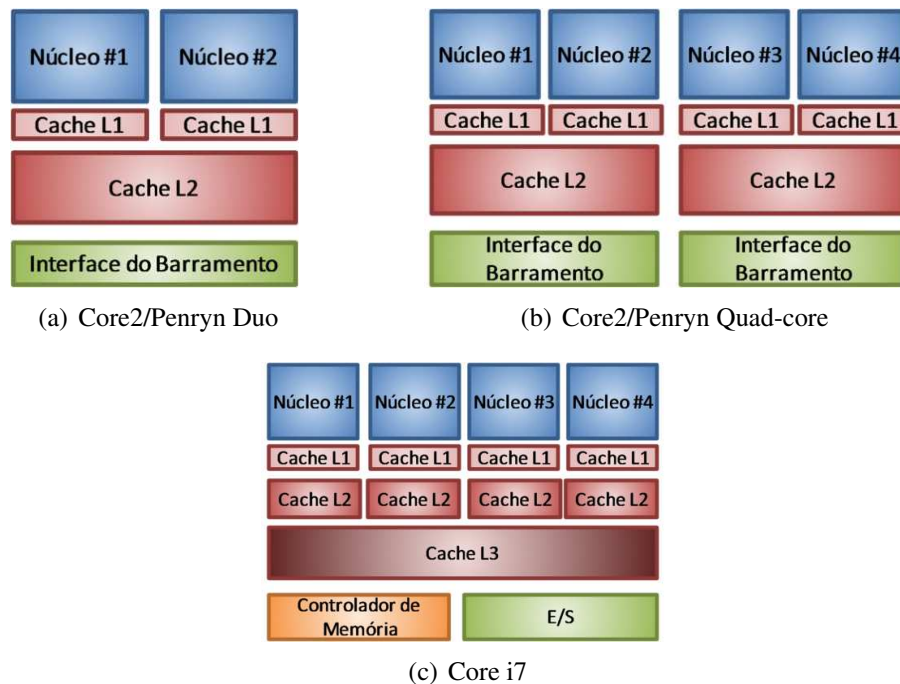 Núcleo #1
Núcleo #2
Cache L1
Cache L1
Cache L2
Interface do Barramento
(a) Core2/Penryn Duo
Núcleo #1
Núcleo #2
Núcleo #3
Núcleo #4
Cache L1
Cache L1
Cache L1
Cache L1
Cache L2
Cache L2
Interface do
Barramento
Interface do
Barramento
(b) Core2/Penryn Quad-core
Núcleo #1
Núcleo #2
Núcleo #3
Núcleo #4
Cache L1
Cache L1
Cache L1
Cache L1
Cache L2
Cache L2
Cache L2
Cache L2
Cache L3
Controlador de
Memória
E/S
(c) Core i7